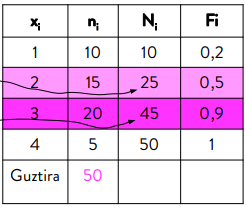 xᵢ nᵢ Nᵢ Fi
1 10 10 0,2
2 15 25 0,5
3 20 45 0,9
4 5 50 1
Guztira 50